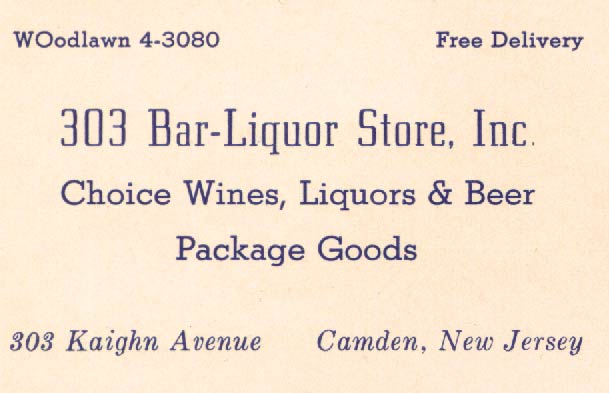 WOodlawn 4-3080 Free Delivery
303 Bar-Liquor Store, Inc.
Choice Wines, Liquors & Beer
Package Goods
303 Kaighn Avenue Camden, New Jersey